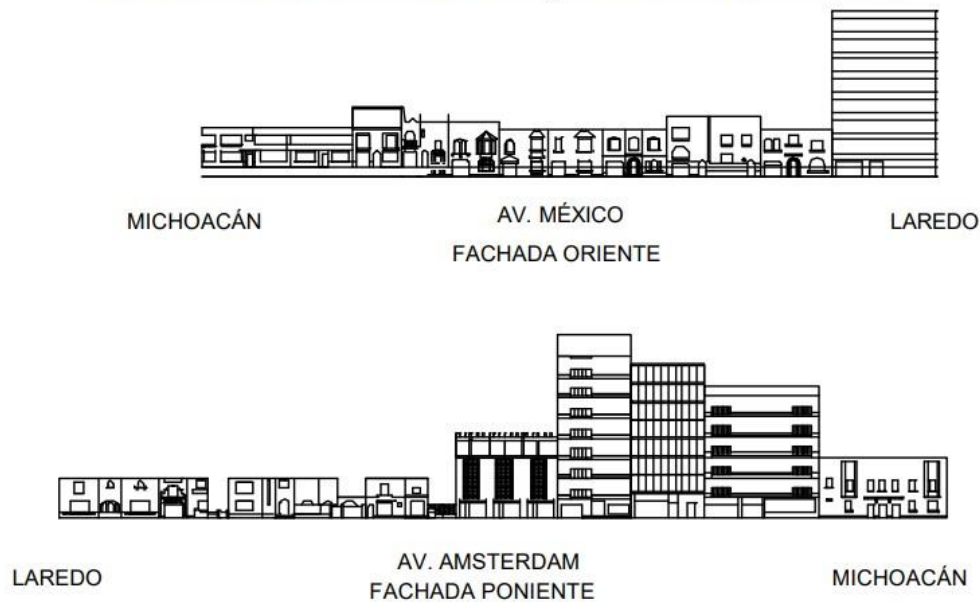 MICHOACÁN
AV. MÉXICO
LAREDO
FACHADA ORIENTE
LAREDO
AV. AMSTERDAM
MICHOACÁN
FACHADA PONIENTE